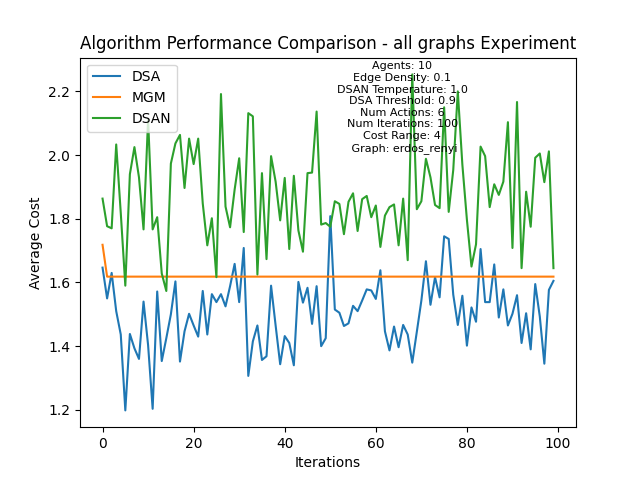 Algorithm Performance Comparison - all graphs Experiment
DSA
MGM
DSAN
Agents: 10
Edge Density: 0.1
DSAN Temperature: 1.0
DSA Threshold: 0.9
Num Actions: 6
Num Iterations: 100
Cost Range: 4
Graph: erdos_renyi
Average Cost
2.2
2.0
1.8
1.6
1.4
1.2
0
20
40
60
80
100
Iterations